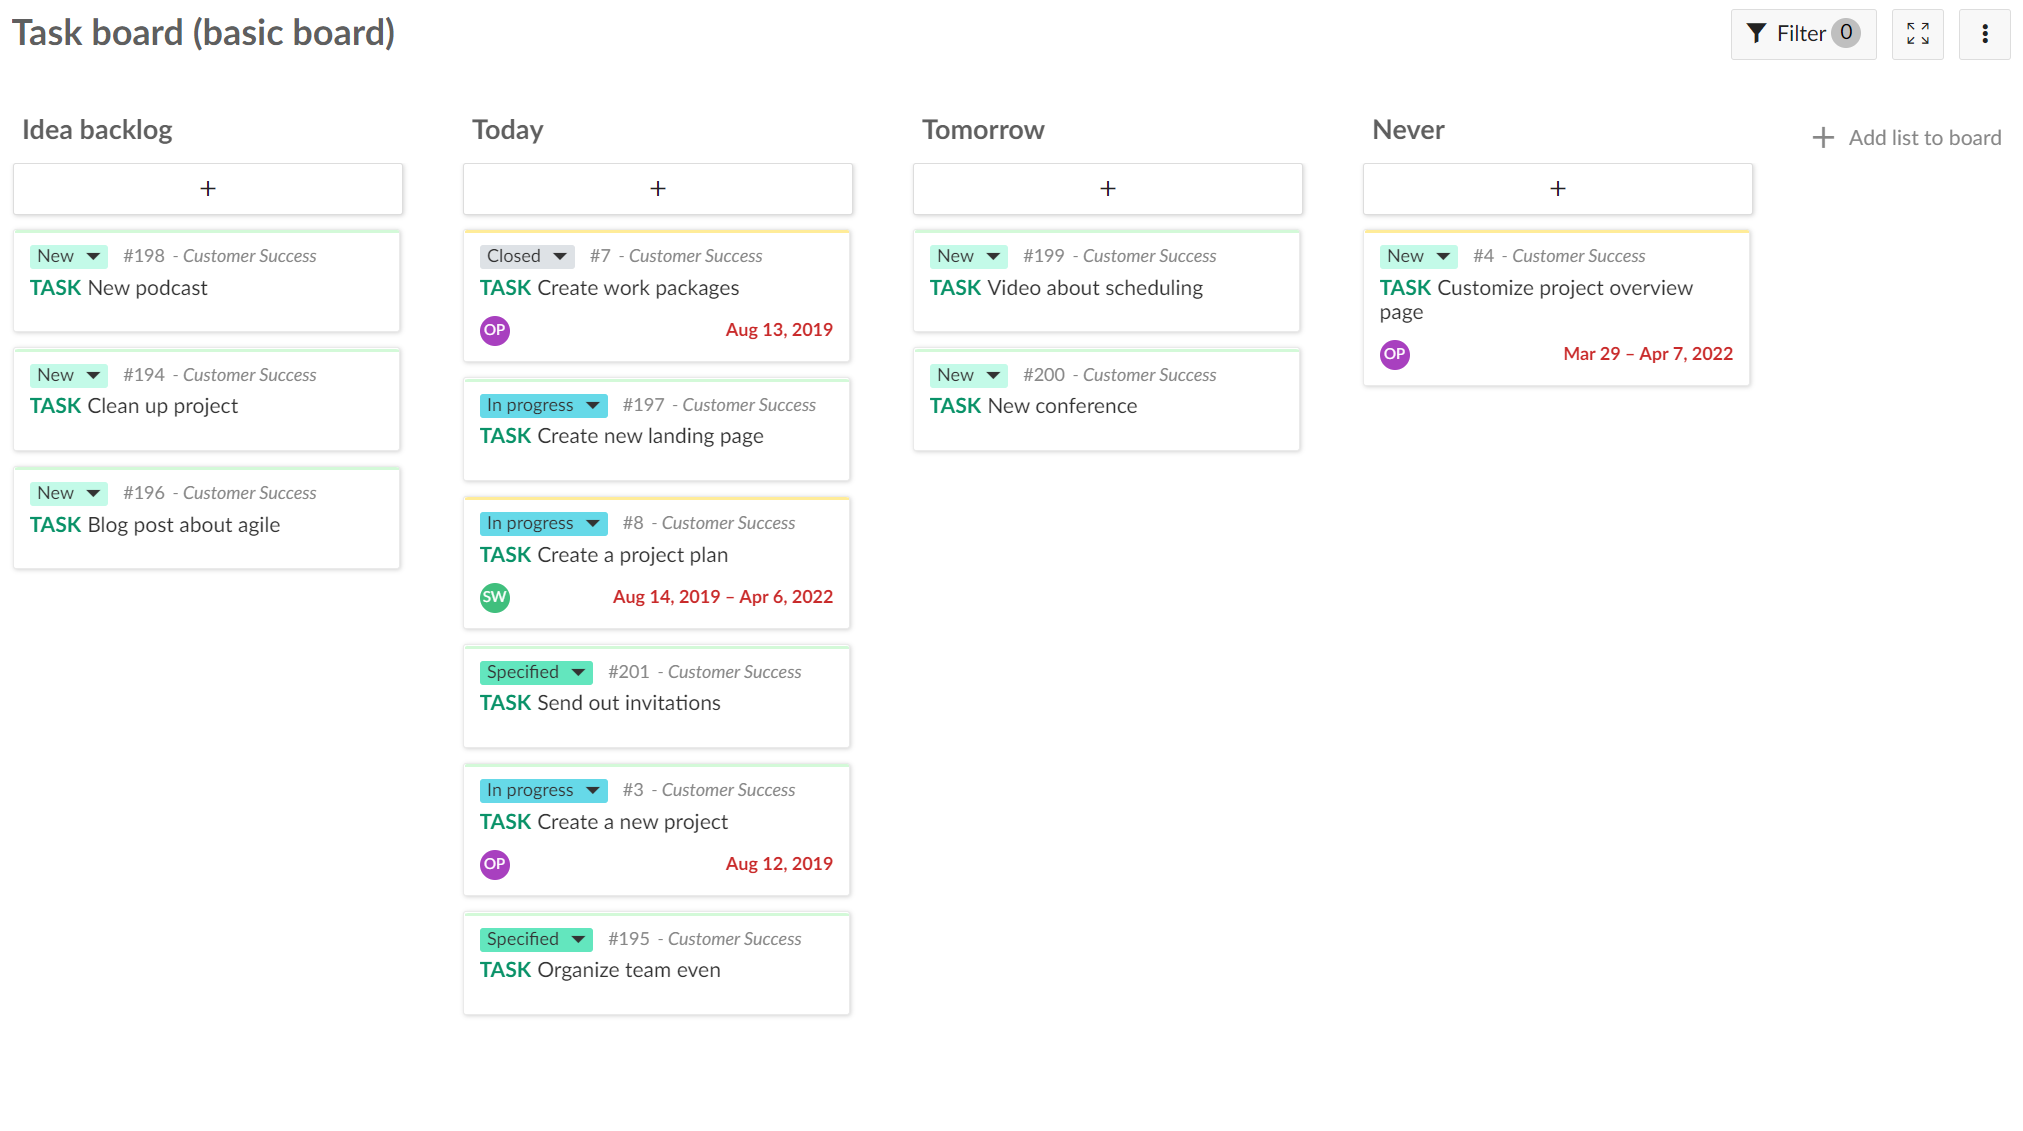 Task board (basic board)
Filter 0
Idea backlog
+
New #198 - Customer Success
TASK New podcast
New #194 - Customer Success
TASK Clean up project
New #196 - Customer Success
TASK Blog post about agile
Today
+
Closed #7 - Customer Success
TASK Create work packages
OP Aug 13, 2019
In progress #197 - Customer Success
TASK Create new landing page
In progress #8 - Customer Success
TASK Create a project plan
SW Aug 14, 2019 – Apr 6, 2022
Specified #201 - Customer Success
TASK Send out invitations
In progress #3 - Customer Success
TASK Create a new project
OP Aug 12, 2019
Specified #195 - Customer Success
TASK Organize team even
Tomorrow
+
New #199 - Customer Success
TASK Video about scheduling
New #200 - Customer Success
TASK New conference
Never
+
New #4 - Customer Success
TASK Customize project overview
page
OP Mar 29 – Apr 7, 2022
+ Add list to board